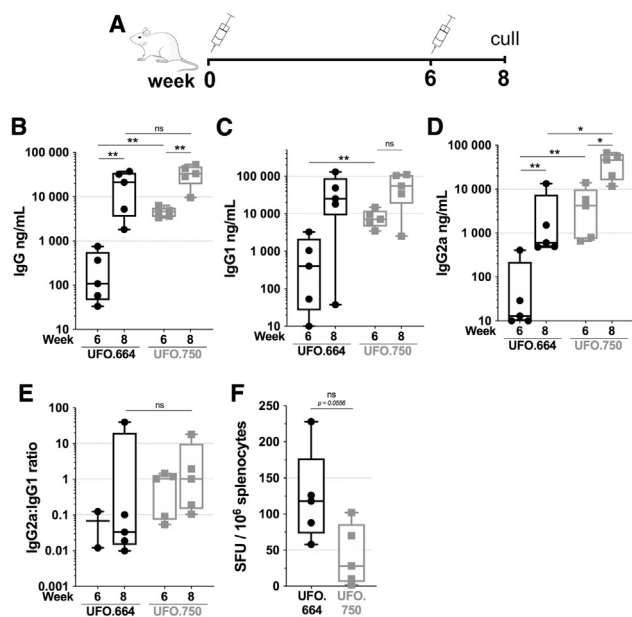 A
week
0
6
8
cull
B
ns
**
**
**
100 000
10 000
1 000
100
10
IgG ng/mL
Week 6 8 6 8
UFO.664 UFO.750
C
**
ns
100 000
10 000
1 000
100
10
IgG1 ng/mL
Week 6 8 6 8
UFO.664 UFO.750
D
*
**
*
**
100 000
10 000
1000
100
10
IgG2a ng/mL
Week 6 8 6 8
UFO.664 UFO.750
E
ns
100
10
1
0.1
0.01
0.001
IgG2a:IgG1 ratio
Week 6 8 6 8
UFO.664 UFO.750
F
ns
p = 0.0556
250
200
150
100
50
0
SFU / 10⁶ splenocytes
UFO. UFO.
664 750